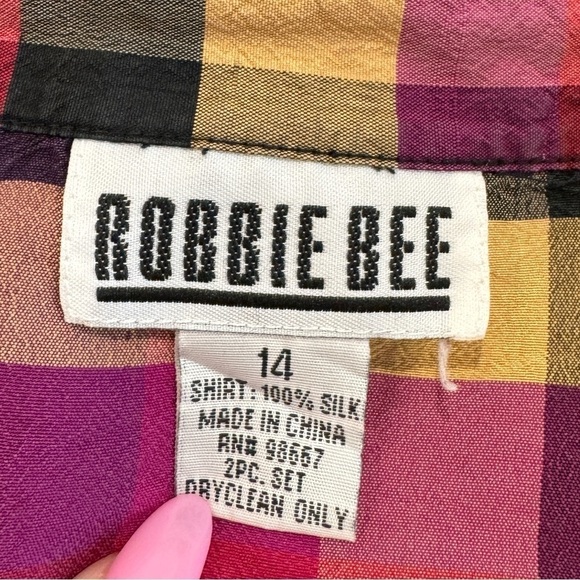 ROBBIE BEE
14
SHIRT: 100% SILK
MADE IN CHINA
RN# 98667
2PC. SET
DRYCLEAN ONLY